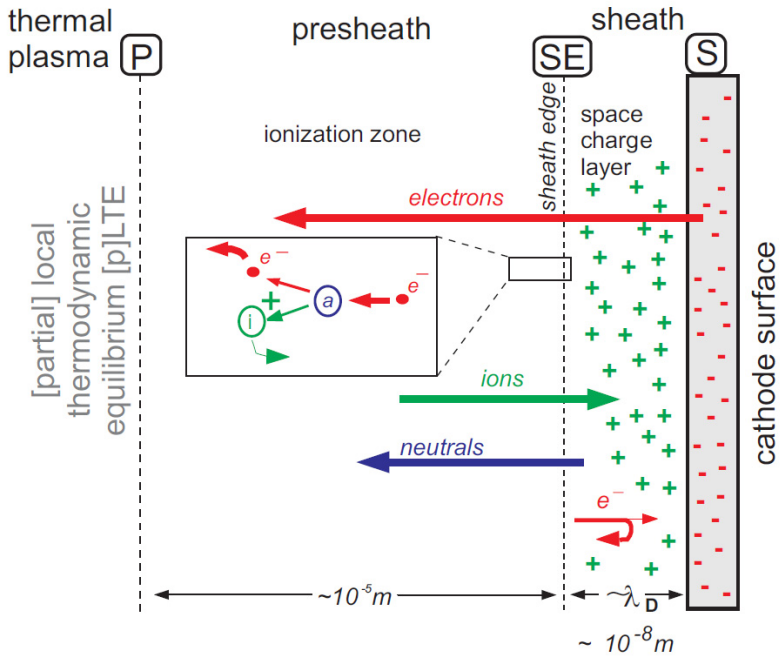 thermal
plasma
P
presheath
SE
sheath
S
ionization zone
sheath edge
space
charge
layer
electrons
[partial] local
thermodynamic
equilibrium [p]LTE
e−
a
e−
+
i
ions
neutrals
e−
cathode surface
~10-5m
~λD
~ 10-8m